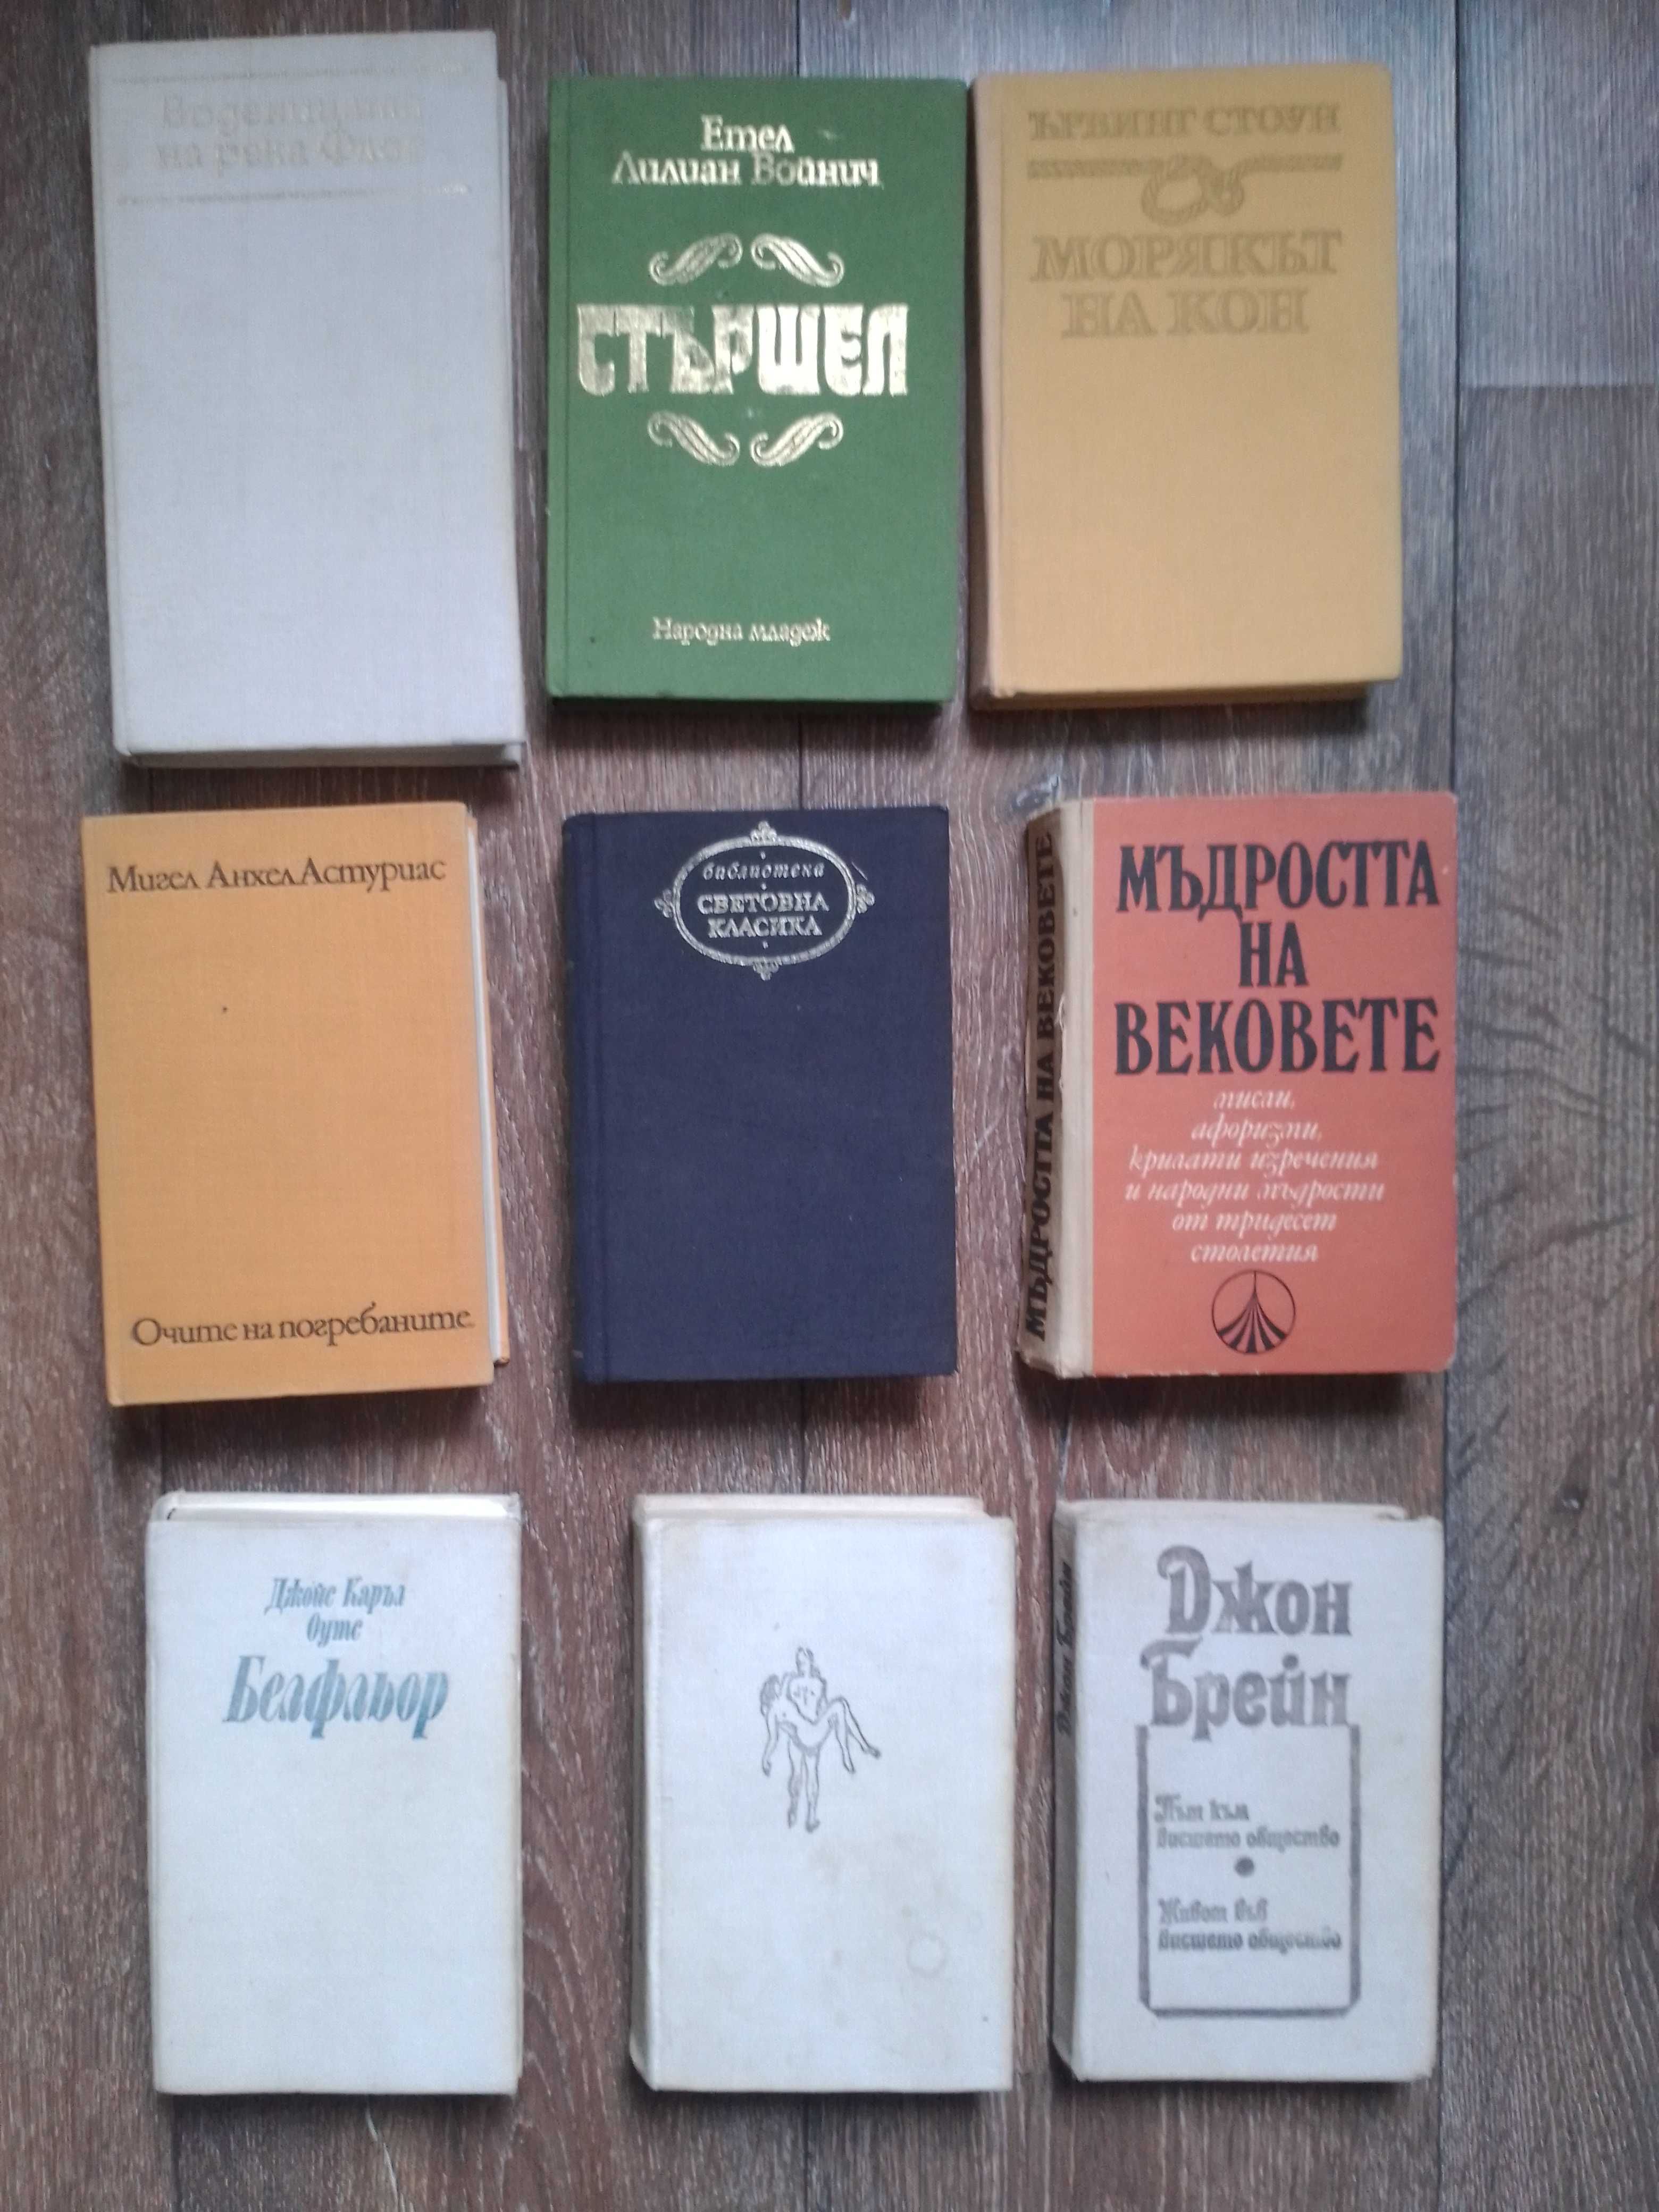 Воденицата
на река Флос
Етел
Лилиан Войнич
СТЪРШЕЛ
Народна младеж
ЪРВИНГ СТОУН
МОРЯКЪТ
НА КОН
Мигел Анхел Астуриас
Очите на погребаните
библиотека
СВЕТОВНА
КЛАСИКА
МЪДРОСТТА НА ВЕКОВЕТЕ
МЪДРОСТТА
НА
ВЕКОВЕТЕ
мисли,
афоризми,
крилати изречения
и народни мъдрости
от тридесет
столетия
Джойс Каръл
Оутс
Белфльор
Джон Брейн
Джон
Брейн
Път към
висшето общество
Живот във
висшето общество